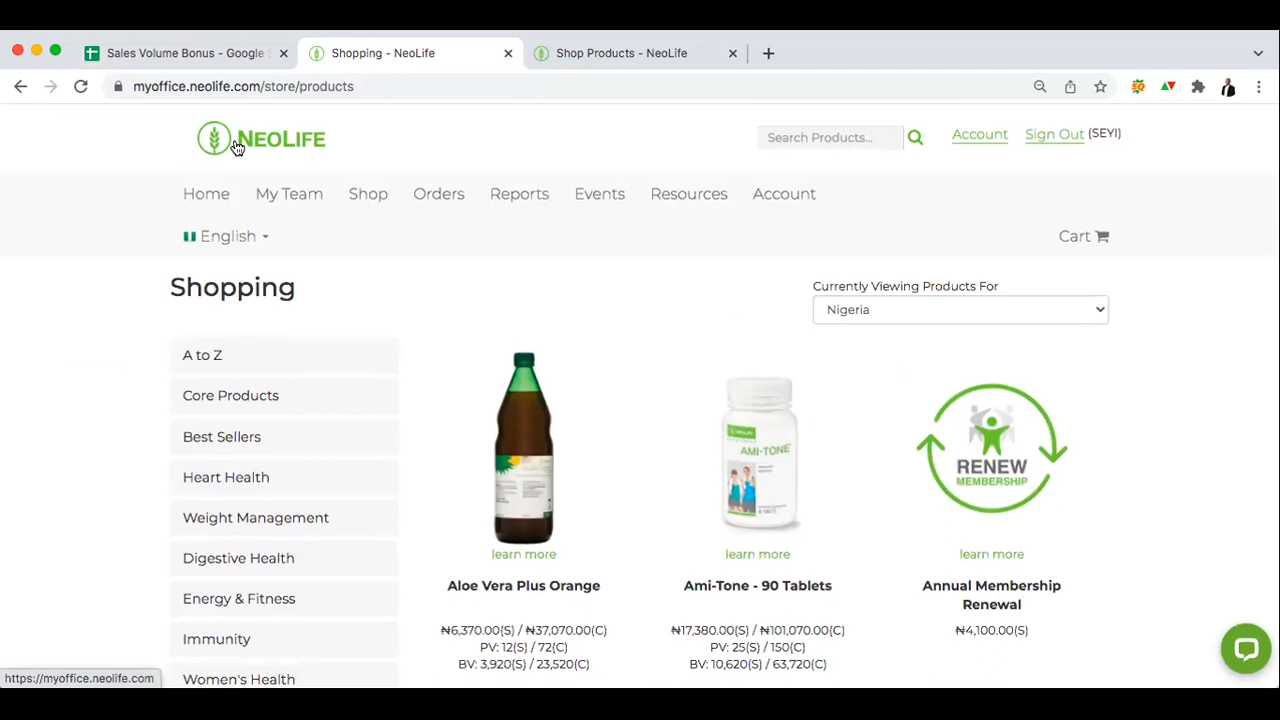 Sales Volume Bonus - Google S
Shopping - NeoLife
Shop Products - NeoLife
myoffice.neolife.com/store/products
NEOLIFE
Search Products...
Account
Sign Out (SEYI)
Home
My Team
Shop
Orders
Reports
Events
Resources
Account
English
Cart
Shopping
Currently Viewing Products For
Nigeria
A to Z
Core Products
Best Sellers
Heart Health
Weight Management
Digestive Health
Energy & Fitness
Immunity
Women's Health
learn more
Aloe Vera Plus Orange
₦6,370.00(S) / ₦37,070.00(C)
PV: 12(S) / 72(C)
BV: 3,920(S) / 23,520(C)
NEOLIFE
AMI-TONE
learn more
Ami-Tone - 90 Tablets
₦17,380.00(S) / ₦101,070.00(C)
PV: 25(S) / 150(C)
BV: 10,620(S) / 63,720(C)
RENEW
MEMBERSHIP
learn more
Annual Membership
Renewal
₦4,100.00(S)
https://myoffice.neolife.com